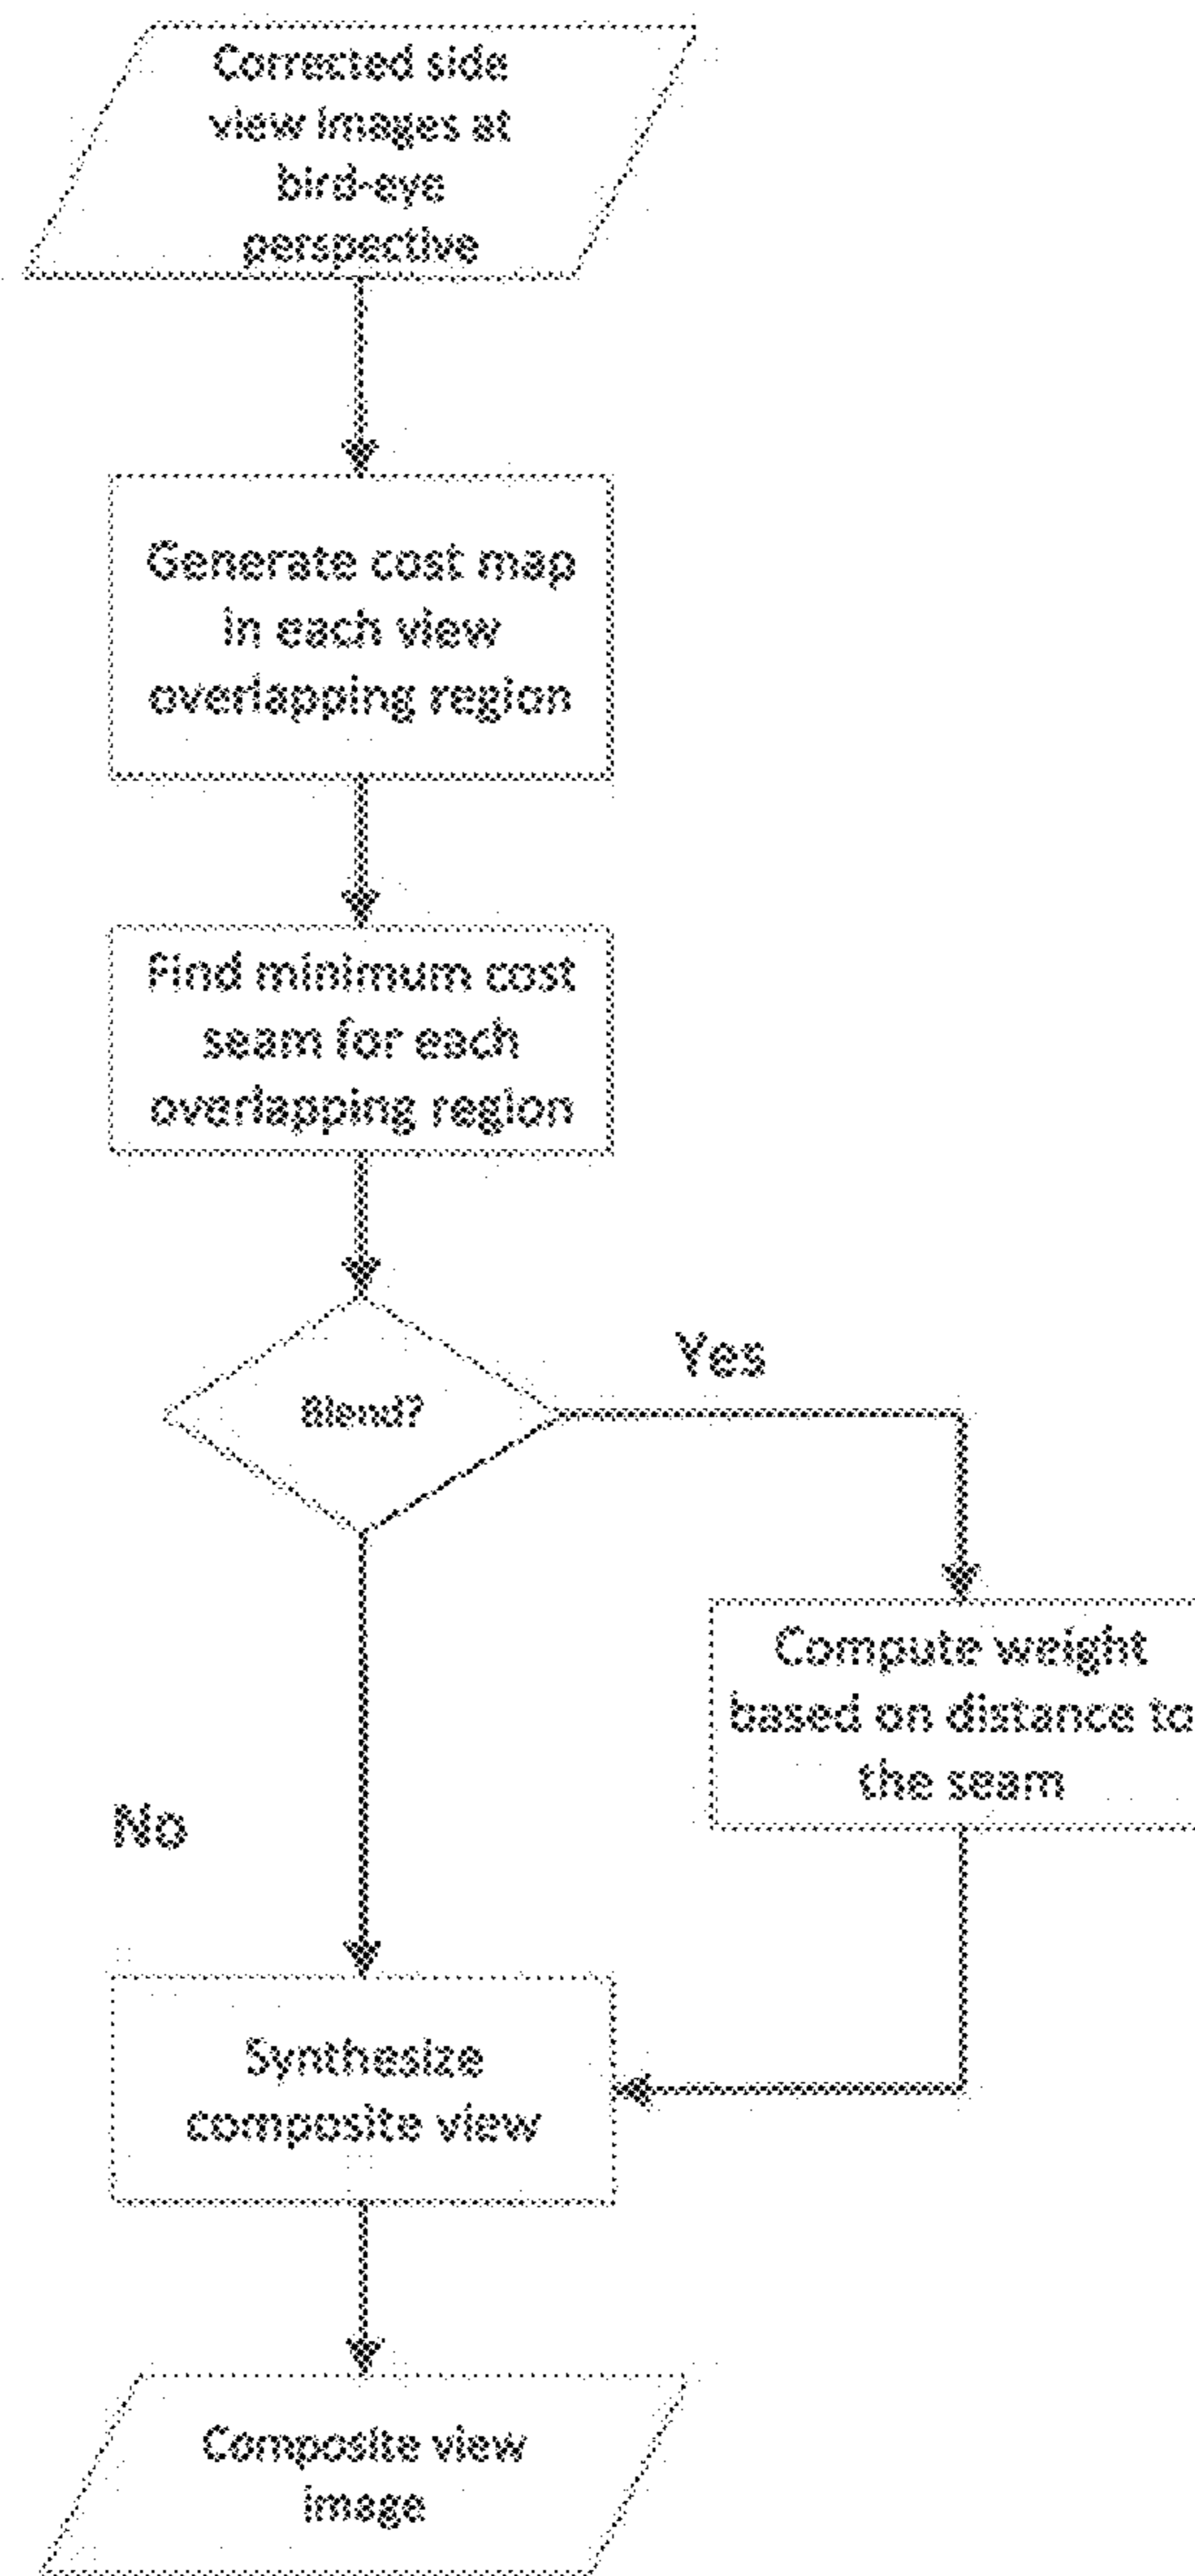 Corrected side
view images at
bird-eye
perspective
Generate cost map
in each view
overlapping region
Find minimum cost
seam for each
overlapping region
Blend?
Yes
Compute weight
based on distance to
the seam
No
Synthesize
composite view
Composite view
image